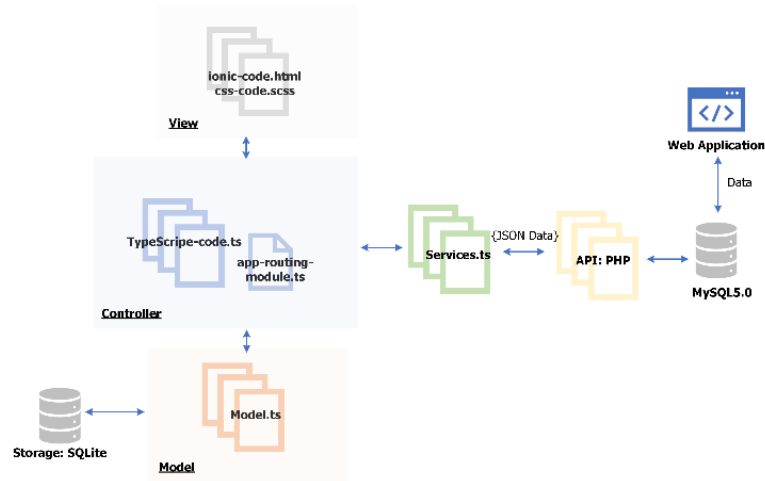 ionic-code.html
css-code.scss
View
Web Application
Data
TypeScripe-code.ts
app-routing-
module.ts
Controller
Services.ts
{JSON Data}
API: PHP
MySQL5.0
Model.ts
Storage: SQLite
Model